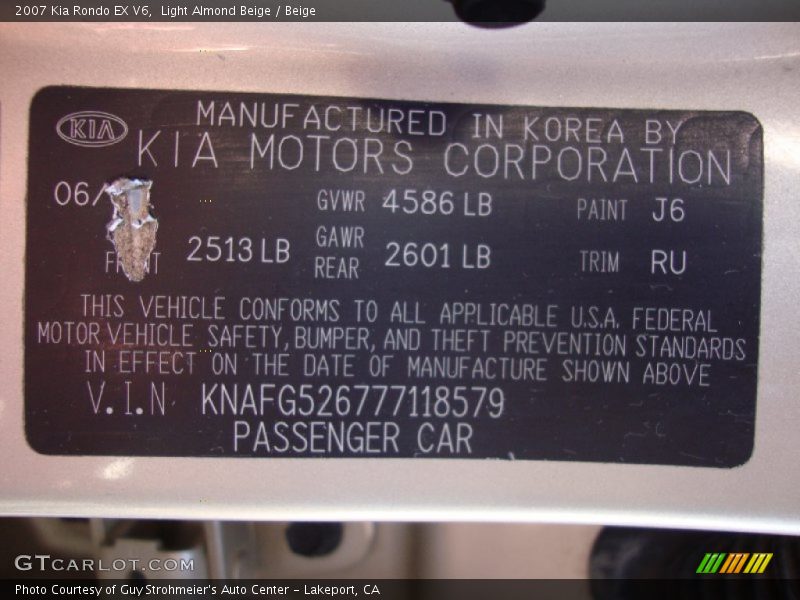 2007 Kia Rondo EX V6, Light Almond Beige / Beige
KIA MANUFACTURED IN KOREA BY
KIA MOTORS CORPORATION
06/ GVWR 4586 LB PAINT J6
2513 LB GAWR REAR 2601 LB TRIM RU
THIS VEHICLE CONFORMS TO ALL APPLICABLE U.S.A. FEDERAL
MOTOR VEHICLE SAFETY, BUMPER, AND THEFT PREVENTION STANDARDS
IN EFFECT ON THE DATE OF MANUFACTURE SHOWN ABOVE
V.I.N KNAFG526777118579
PASSENGER CAR
GTCARLOT.COM
Photo Courtesy of Guy Strohmeier's Auto Center - Lakeport, CA